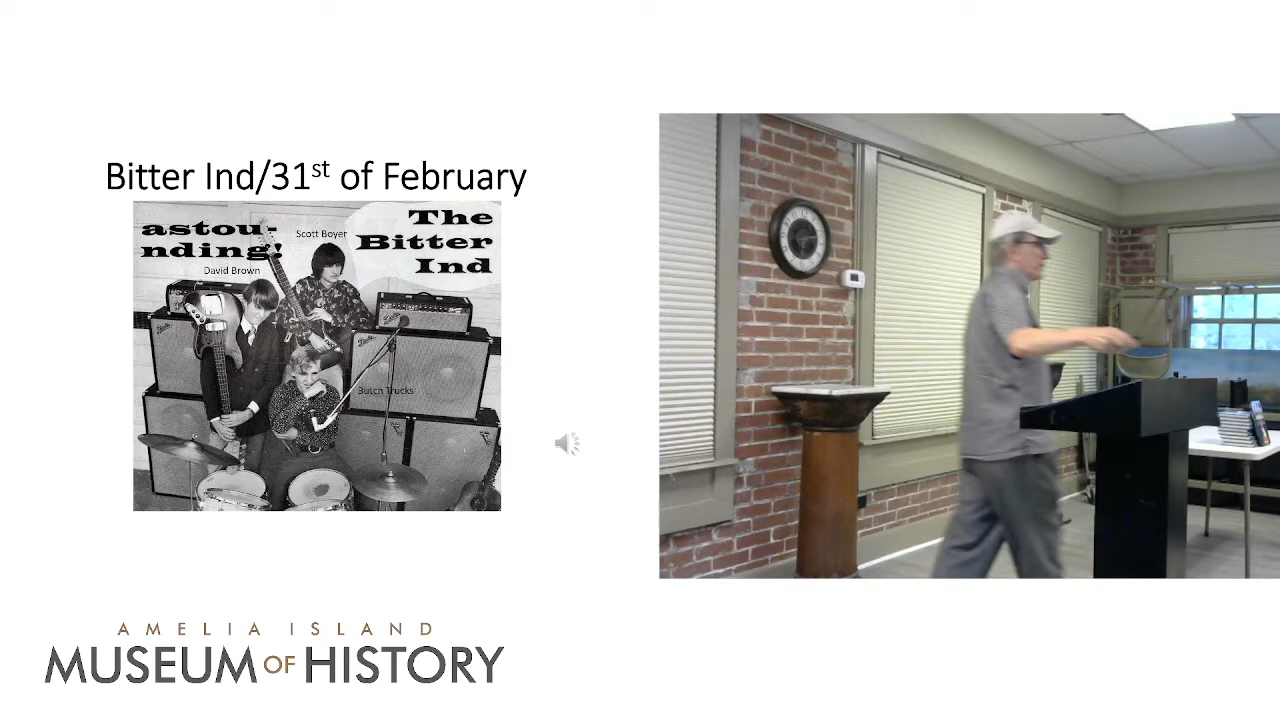 Bitter Ind/31st of February
astou-
nding!
The
Bitter
Ind
Scott Boyer
David Brown
Butch Trucks
AMELIA ISLAND
MUSEUM OF HISTORY